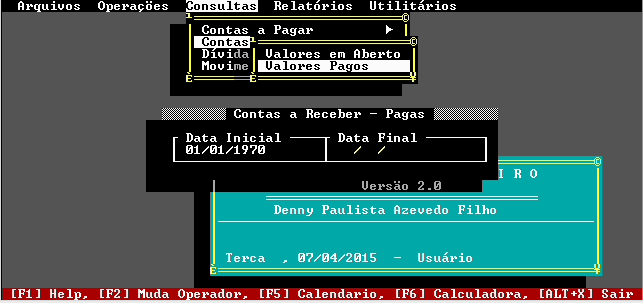 Arquivos Operações Consultas Relatórios Utilitários
Contas a Pagar
Contas
Dívida Valores em Aberto
Movime Valores Pagos
Contas a Receber - Pagas
Data Inicial Data Final
01/01/1970 / /
I R O
Versão 2.0
Denny Paulista Azevedo Filho
Terca , 07/04/2015 - Usuário
[F1] Help, [F2] Muda Operador, [F5] Calendario, [F6] Calculadora, [ALT+X] Sair